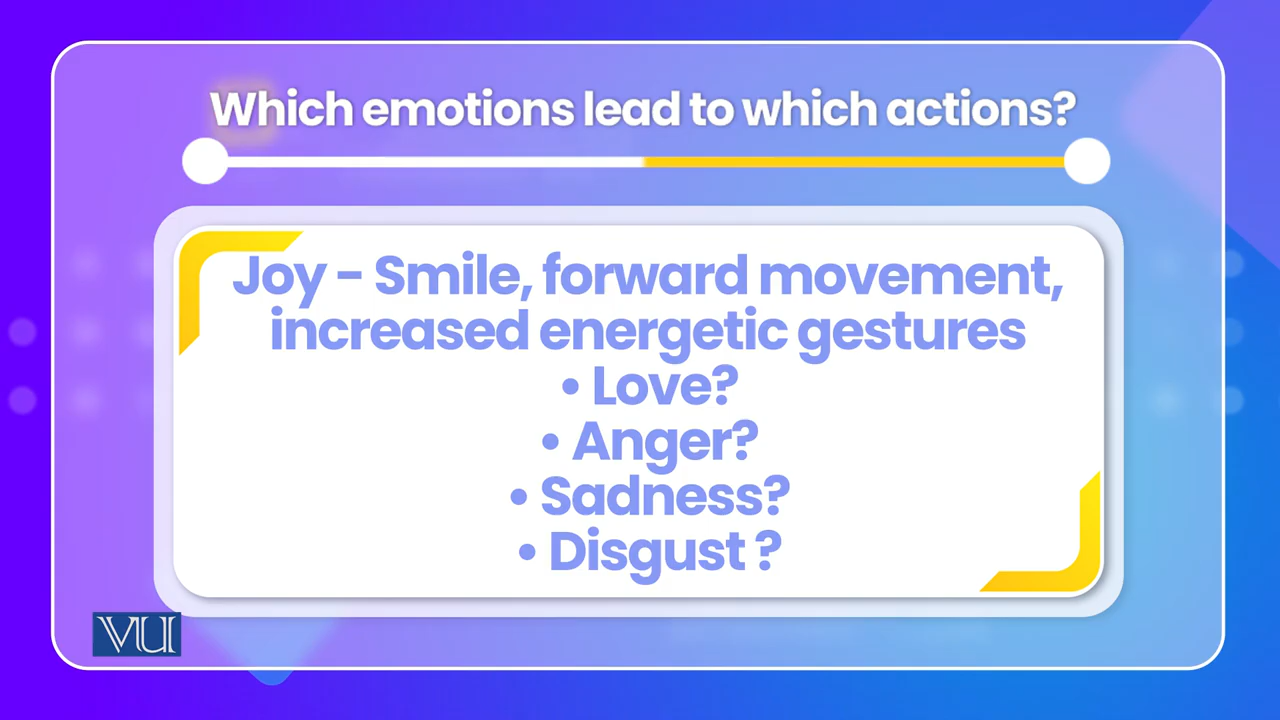 Which emotions lead to which actions?
Joy - Smile, forward movement,
increased energetic gestures
• Love?
• Anger?
• Sadness?
• Disgust ?
VU